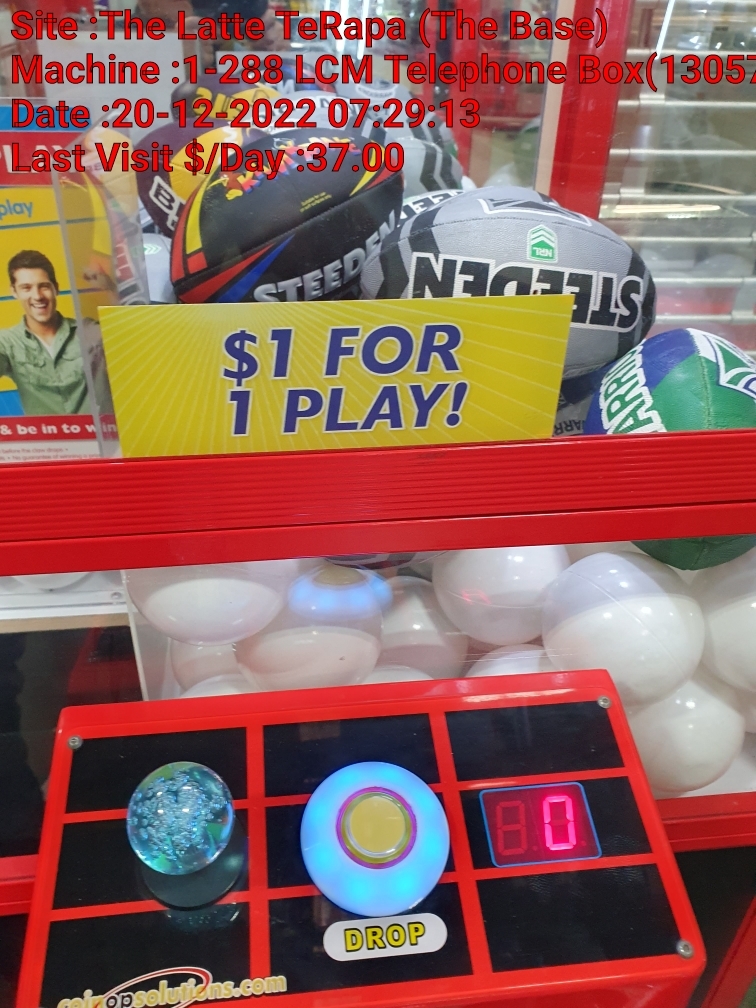 Site :The Latte TeRapa (The Base)
Machine :1-288 LCM Telephone Box(13057
Date :20-12-2022 07:29:13
Last Visit $/Day :37.00
play
STEEDEN
NRL
STEEDEN
$1 FOR
1 PLAY!
& be in to win
0
DROP
coinopsolutions.com